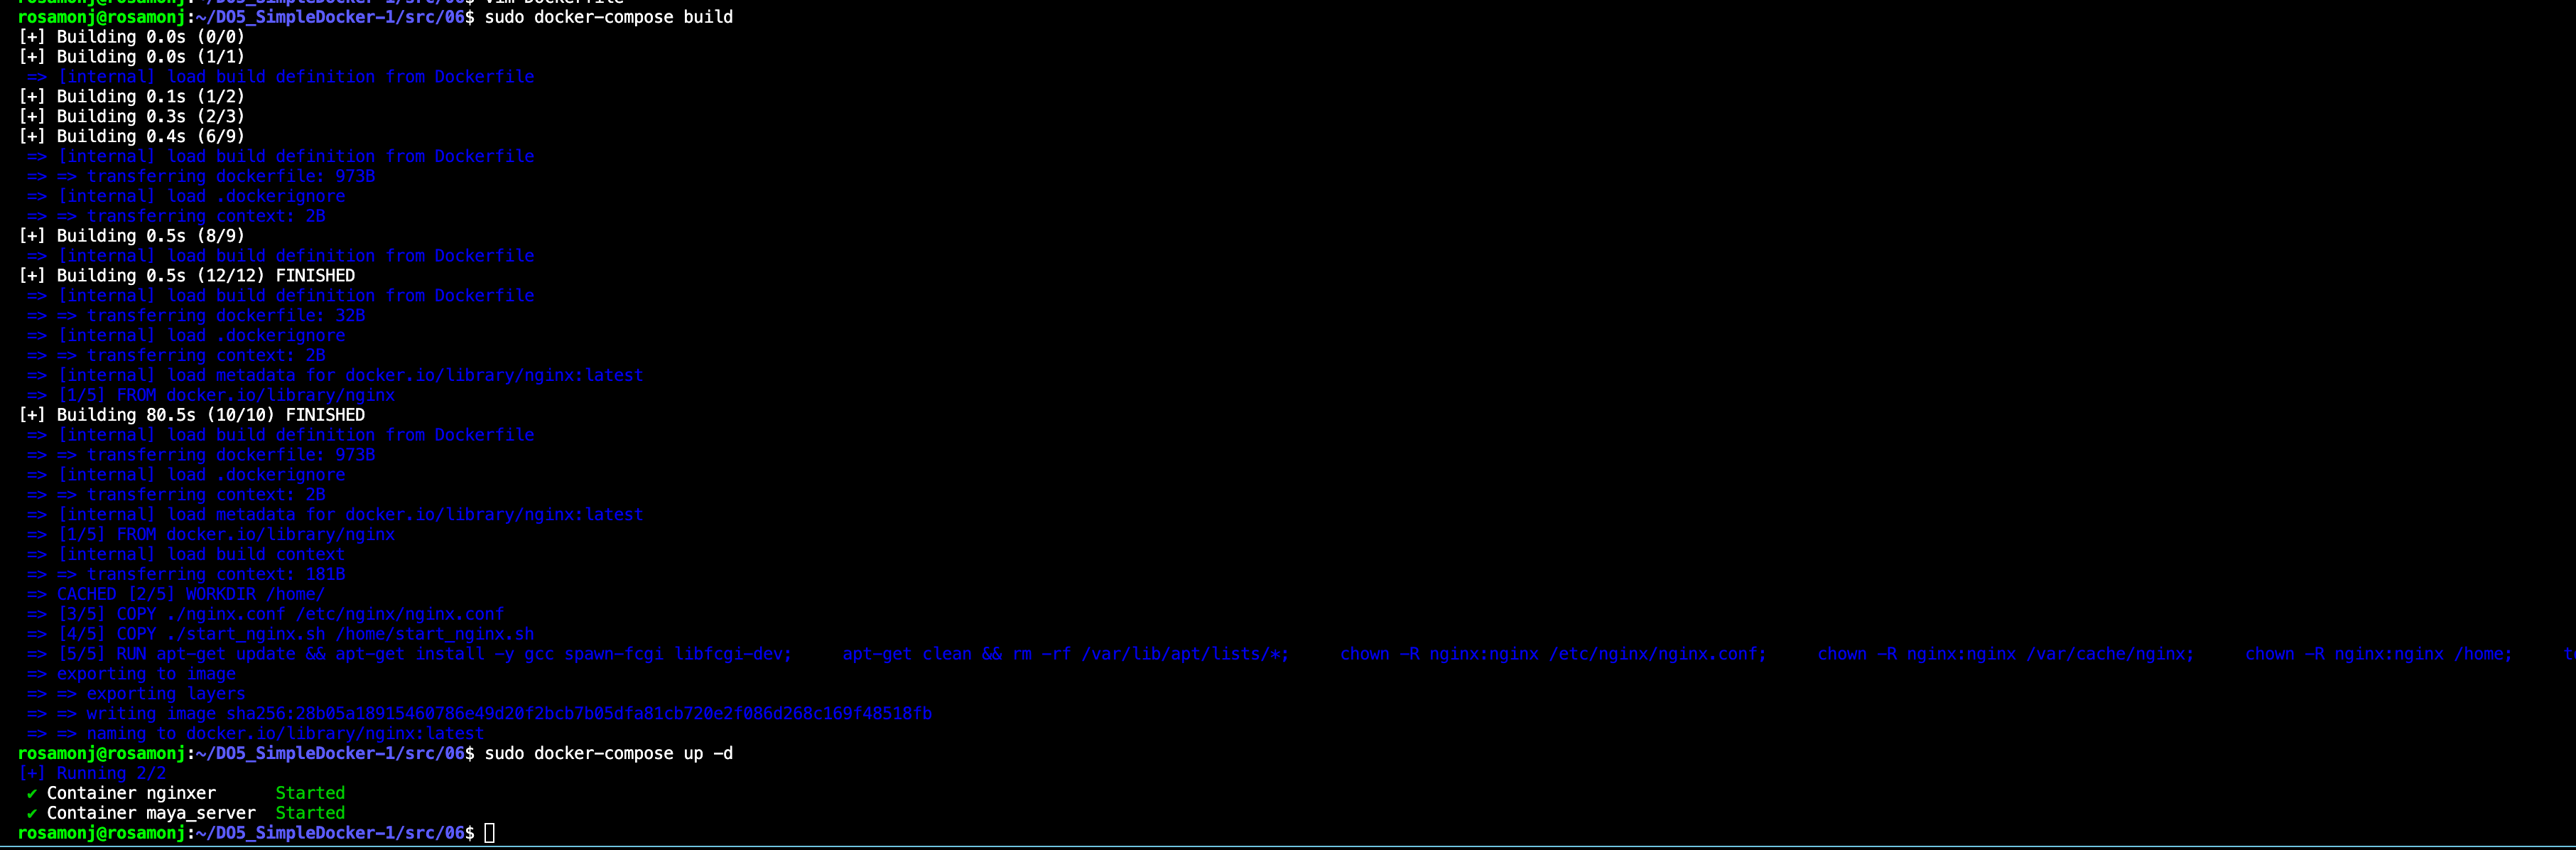 rosamonj@rosamonj:~/DO5_SimpleDocker-1/src/06$ vim Dockerfile
rosamonj@rosamonj:~/DO5_SimpleDocker-1/src/06$ sudo docker-compose build
[+] Building 0.0s (0/0)
[+] Building 0.0s (1/1)
=> [internal] load build definition from Dockerfile
[+] Building 0.1s (1/2)
[+] Building 0.3s (2/3)
[+] Building 0.4s (6/9)
=> [internal] load build definition from Dockerfile
=> => transferring dockerfile: 973B
=> [internal] load .dockerignore
=> => transferring context: 2B
[+] Building 0.5s (8/9)
=> [internal] load build definition from Dockerfile
[+] Building 0.5s (12/12) FINISHED
=> [internal] load build definition from Dockerfile
=> => transferring dockerfile: 32B
=> [internal] load .dockerignore
=> => transferring context: 2B
=> [internal] load metadata for docker.io/library/nginx:latest
=> [1/5] FROM docker.io/library/nginx
[+] Building 80.5s (10/10) FINISHED
=> [internal] load build definition from Dockerfile
=> => transferring dockerfile: 973B
=> [internal] load .dockerignore
=> => transferring context: 2B
=> [internal] load metadata for docker.io/library/nginx:latest
=> [1/5] FROM docker.io/library/nginx
=> [internal] load build context
=> => transferring context: 181B
=> CACHED [2/5] WORKDIR /home/
=> [3/5] COPY ./nginx.conf /etc/nginx/nginx.conf
=> [4/5] COPY ./start_nginx.sh /home/start_nginx.sh
=> [5/5] RUN apt-get update && apt-get install -y gcc spawn-fcgi libfcgi-dev;     apt-get clean && rm -rf /var/lib/apt/lists/*;     chown -R nginx:nginx /etc/nginx/nginx.conf;     chown -R nginx:nginx /var/cache/nginx;     chown -R nginx:nginx /home;
=> exporting to image
=> => exporting layers
=> => writing image sha256:28b05a18915460786e49d20f2bcb7b05dfa81cb720e2f086d268c169f48518fb
=> => naming to docker.io/library/nginx:latest
rosamonj@rosamonj:~/DO5_SimpleDocker-1/src/06$ sudo docker-compose up -d
[+] Running 2/2
✔ Container nginxer      Started
✔ Container maya_server  Started
rosamonj@rosamonj:~/DO5_SimpleDocker-1/src/06$